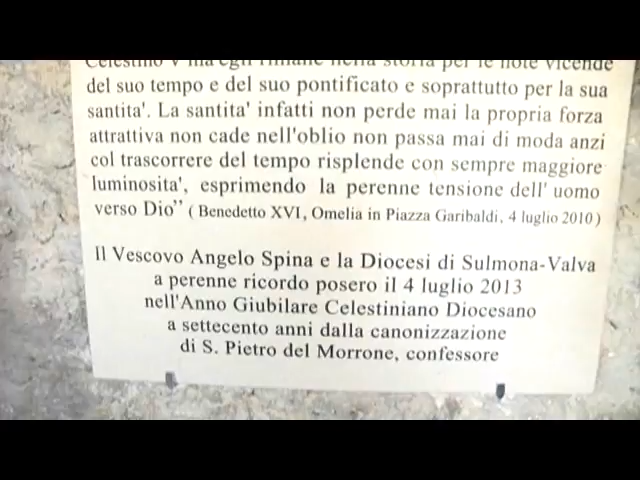 Celestino V ma egli rimane nella storia per le note vicende
del suo tempo e del suo pontificato e soprattutto per la sua
santita'. La santita' infatti non perde mai la propria forza
attrattiva non cade nell'oblio non passa mai di moda anzi
col trascorrere del tempo risplende con sempre maggiore
luminosita', esprimendo la perenne tensione dell' uomo
verso Dio” ( Benedetto XVI, Omelia in Piazza Garibaldi, 4 luglio 2010)
Il Vescovo Angelo Spina e la Diocesi di Sulmona-Valva
a perenne ricordo posero il 4 luglio 2013
nell'Anno Giubilare Celestiniano Diocesano
a settecento anni dalla canonizzazione
di S. Pietro del Morrone, confessore